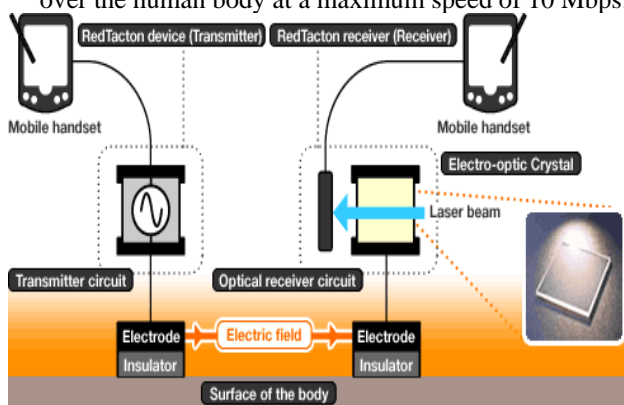 over the human body at a maximum speed of 10 Mbps.
RedTacton device (Transmitter)
RedTacton receiver (Receiver)
Mobile handset
Mobile handset
Electro-optic Crystal
Laser beam
Transmitter circuit
Optical receiver circuit
Electrode
Electric field
Electrode
Insulator
Insulator
Surface of the body